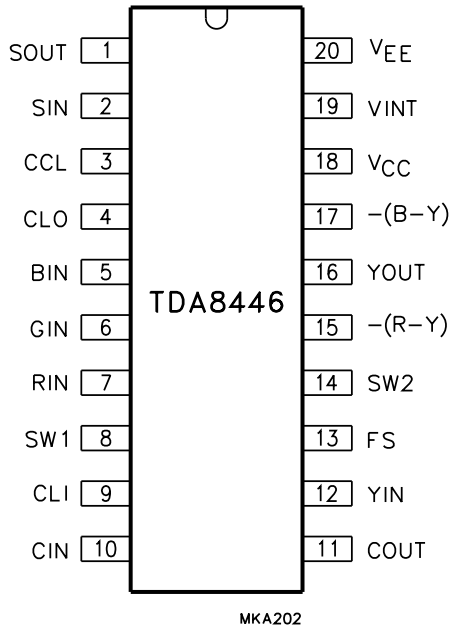 SOUT 1 20 VEE
SIN 2 19 VINT
CCL 3 18 VCC
CLO 4 17 -(B-Y)
BIN 5 16 YOUT
TDA8446
GIN 6 15 -(R-Y)
RIN 7 14 SW2
SW1 8 13 FS
CLI 9 12 YIN
CIN 10 11 COUT
MKA202